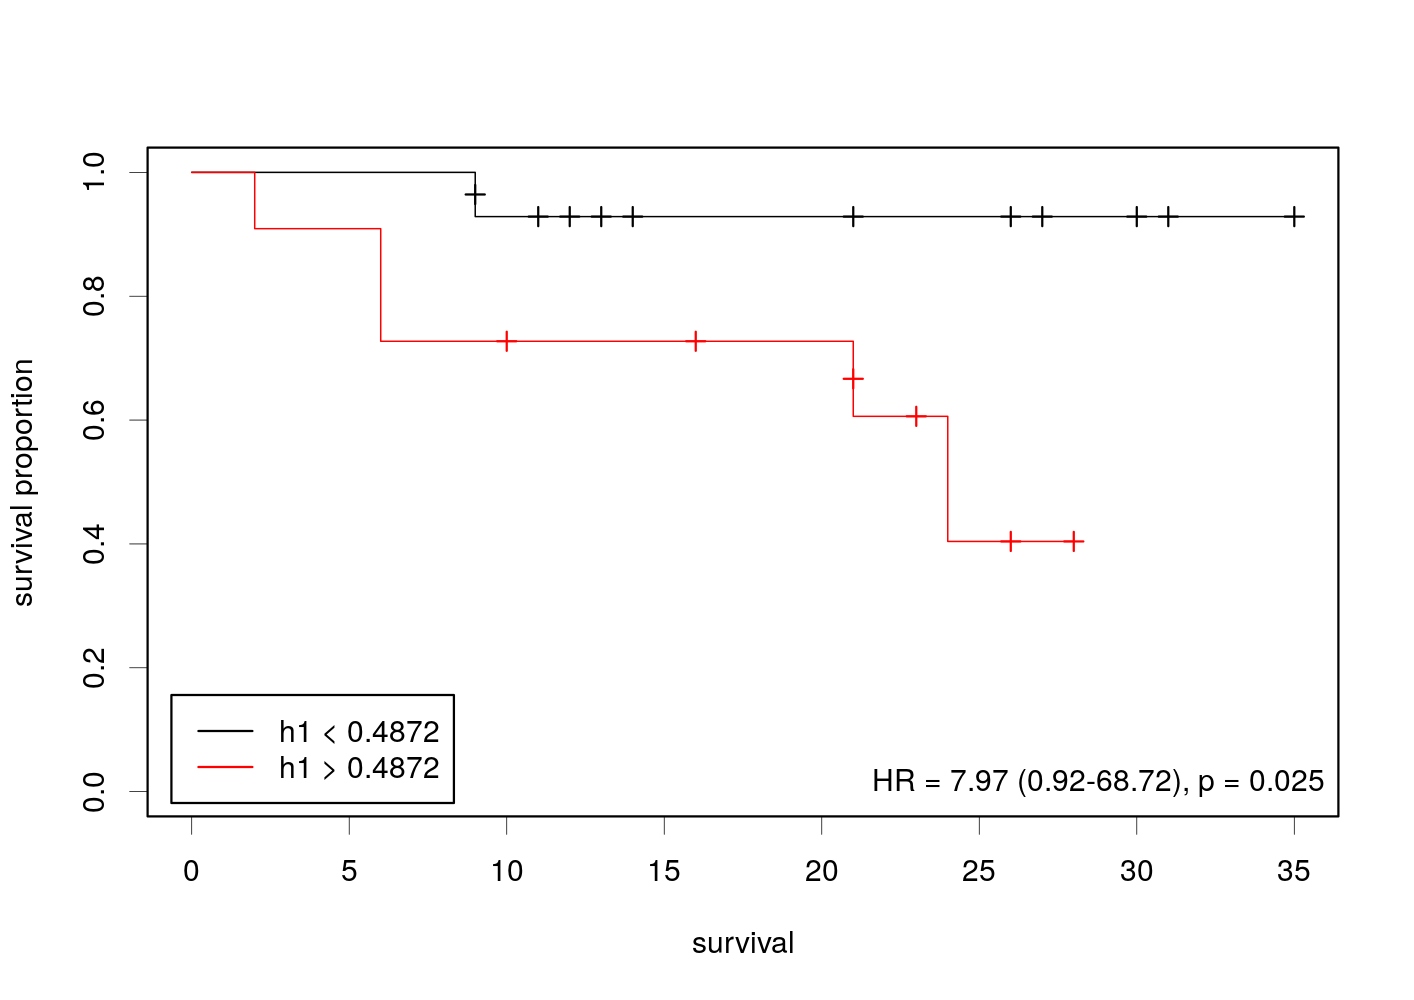 survival proportion
1.0
0.8
0.6
0.4
0.2
0.0
h1 < 0.4872
h1 > 0.4872
HR = 7.97 (0.92-68.72), p = 0.025
0 5 10 15 20 25 30 35
survival